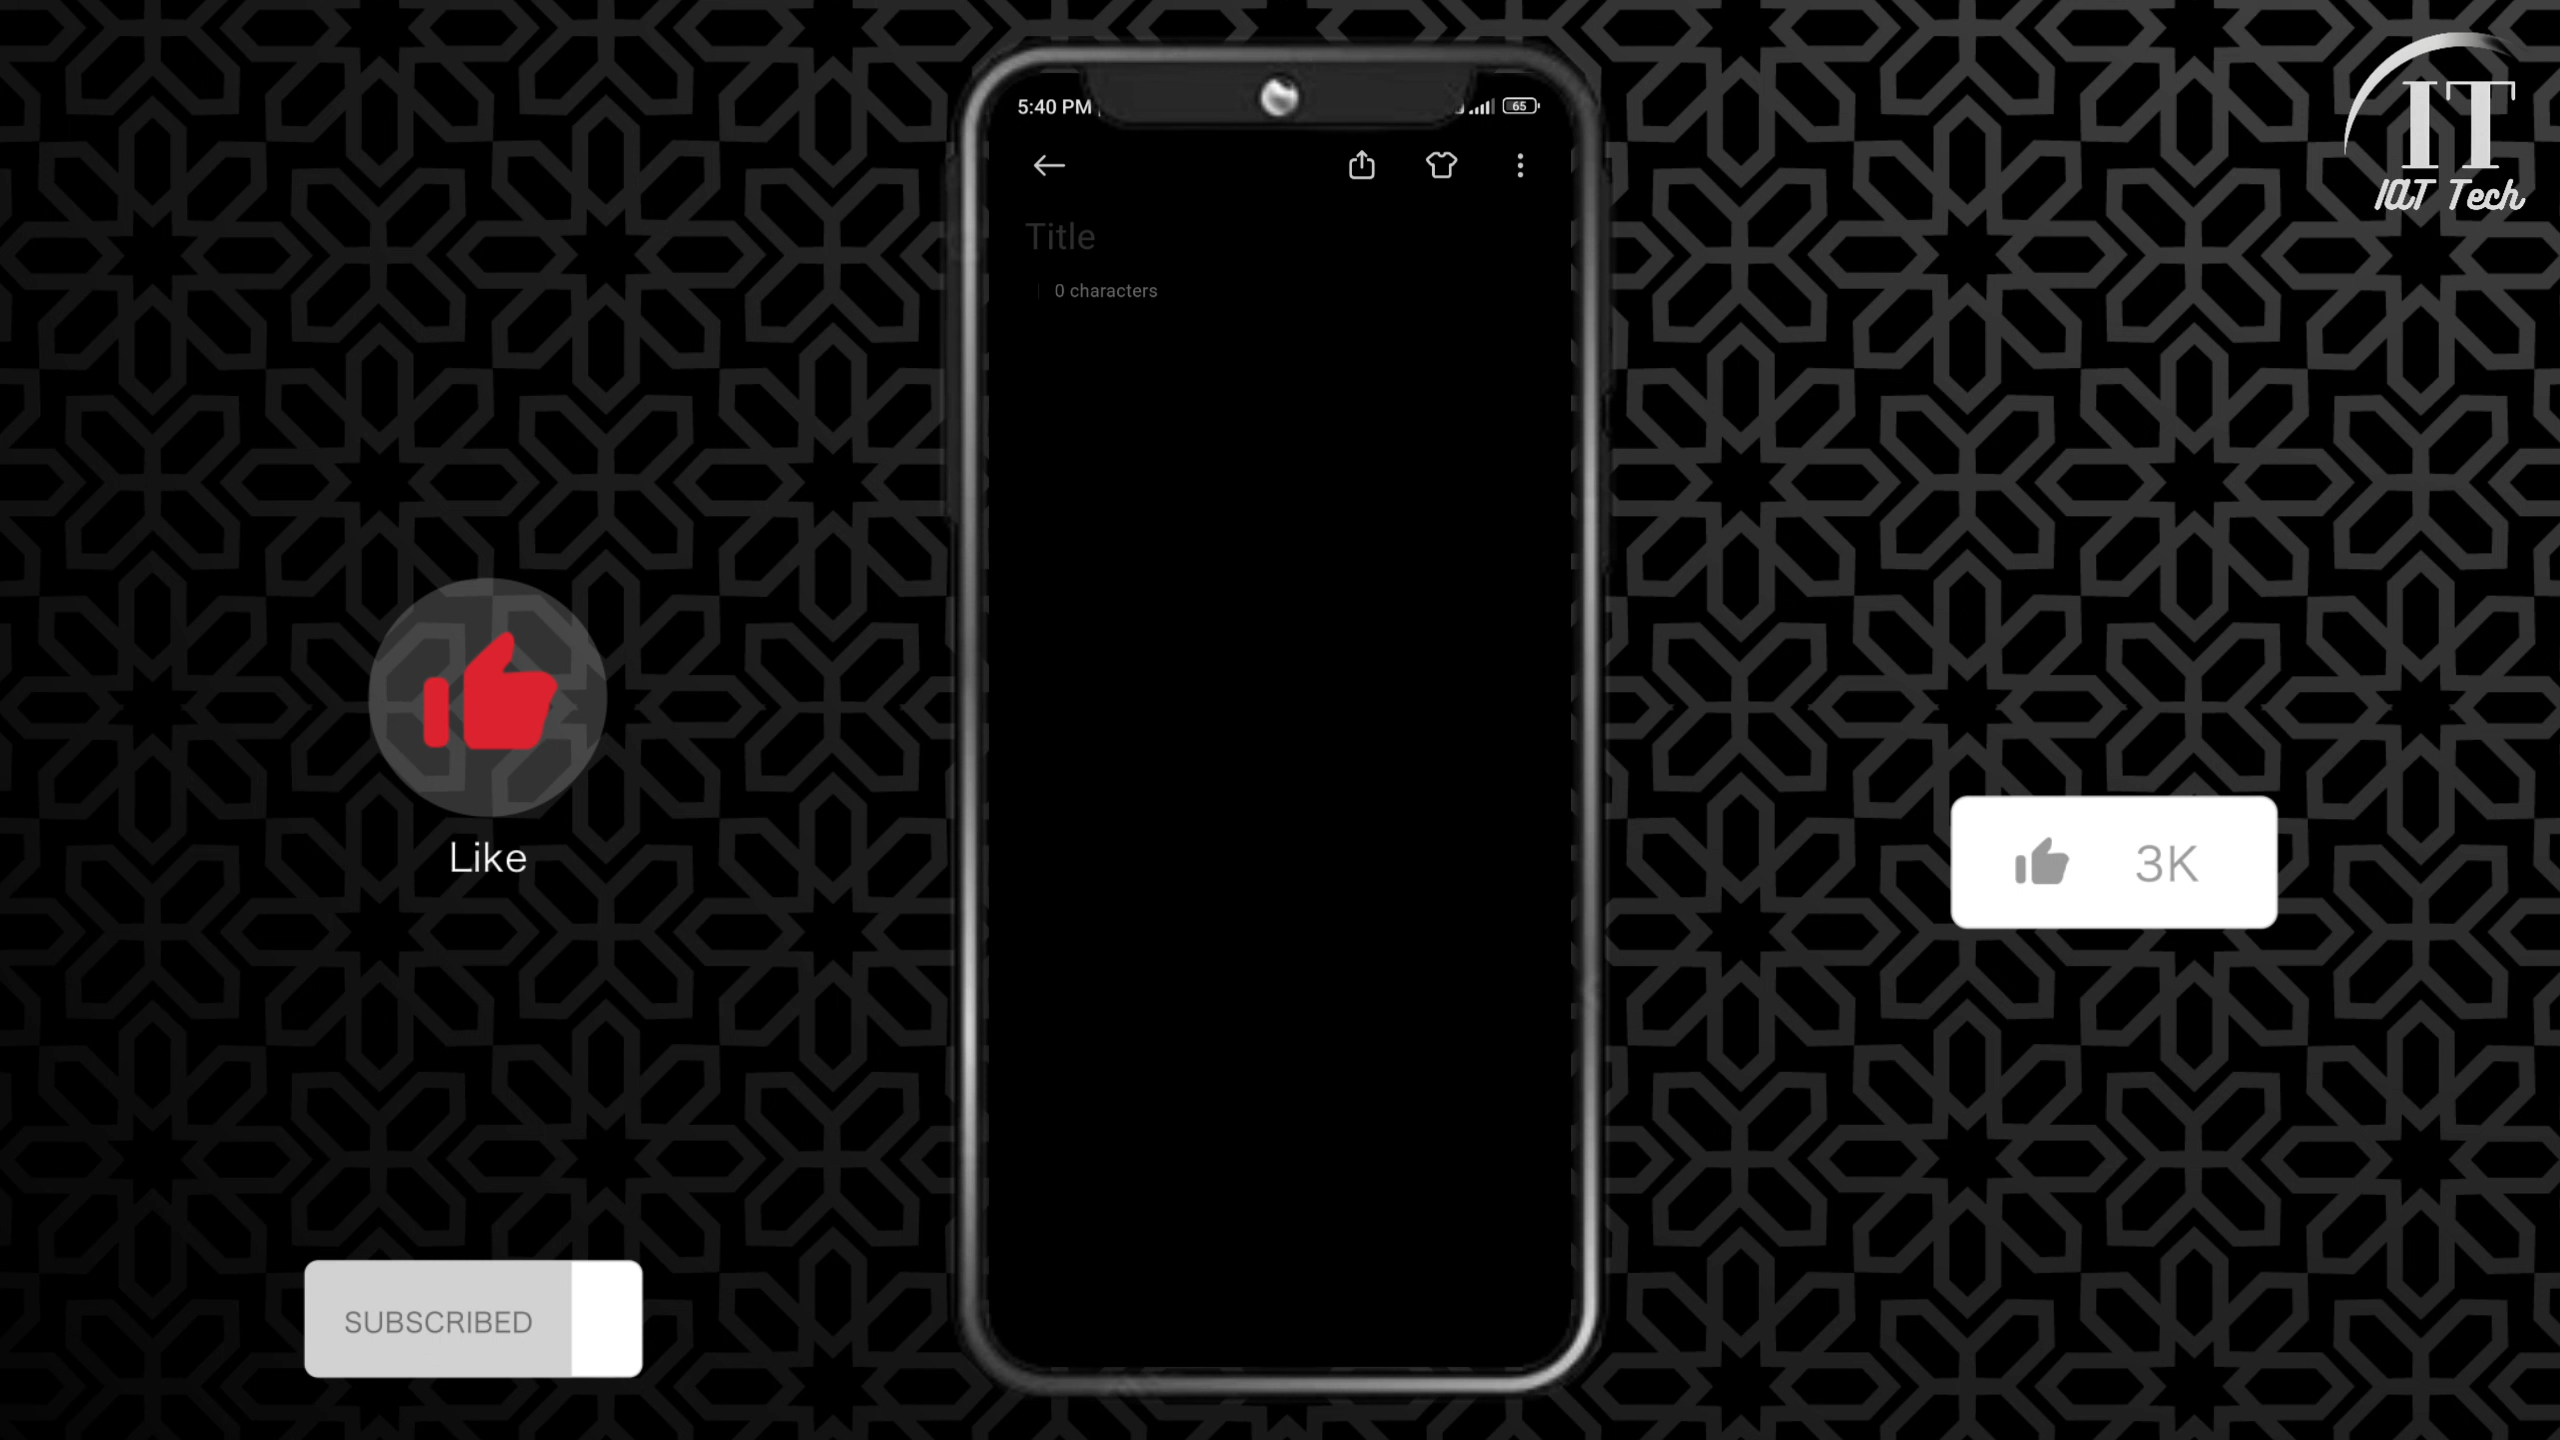 5:40 PM
65
IT
IAT Tech
Title
0 characters
Like
3K
SUBSCRIBED